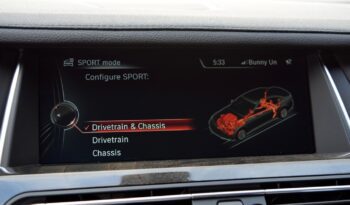 SPORT mode
5:33
Bunny Un
Configure SPORT:
✓ Drivetrain & Chassis
Drivetrain
Chassis